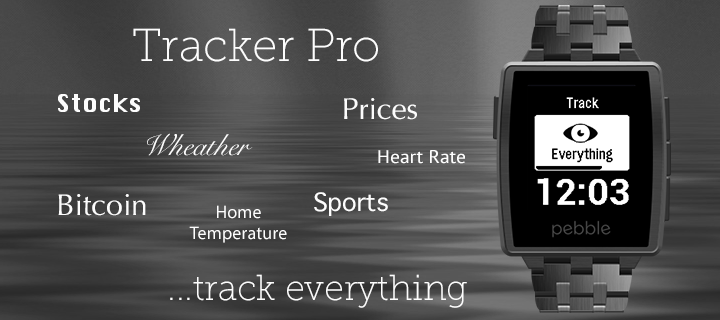 Tracker Pro
Stocks
Prices
Wheather
Heart Rate
Bitcoin
Home
Temperature
Sports
...track everything
Track
Everything
12:03
pebble